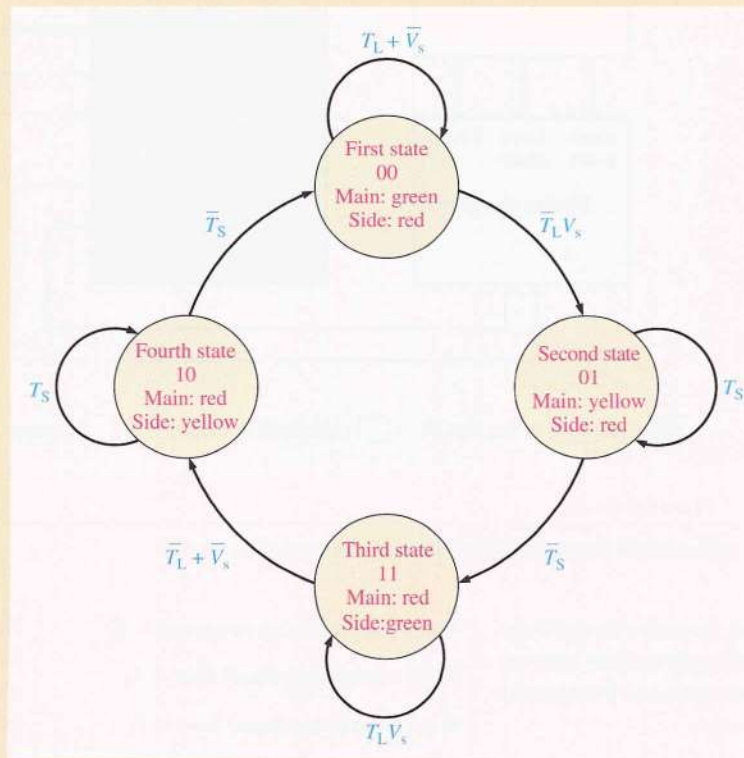 T_L + V̅_s
First state
00
Main: green
Side: red
T̅_S
T̅_L V_s
Fourth state
10
Main: red
Side: yellow
T_S
Second state
01
Main: yellow
Side: red
T_S
T̅_L + V̅_s
Third state
11
Main: red
Side:green
T̅_S
T_L V_s